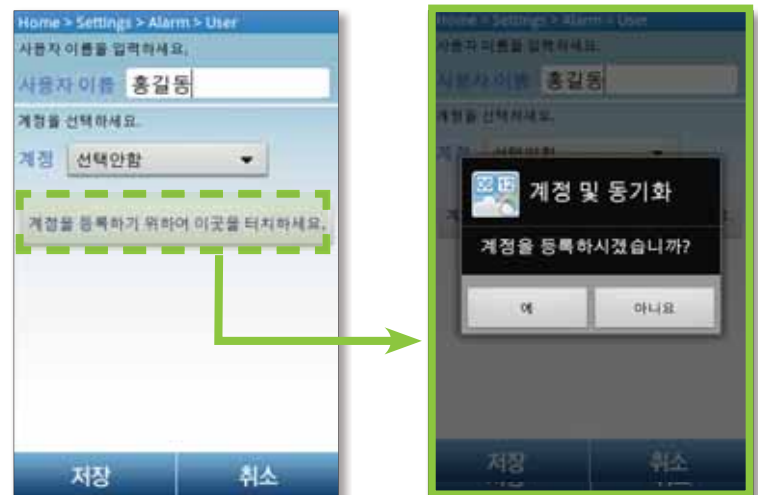 Home > Settings > Alarm > User
사용자 이름을 입력하세요.
사용자 이름 홍길동
계정을 선택하세요.
계정 선택안함
계정을 등록하기 위하여 이곳을 터치하세요.
저장 취소
Home > Settings > Alarm > User
사용자 이름을 입력하세요.
사용자 이름 홍길동
계정을 선택하세요.
계정 선택안함
계정 및 동기화
계정을 등록하시겠습니까?
예 아니요
저장 취소